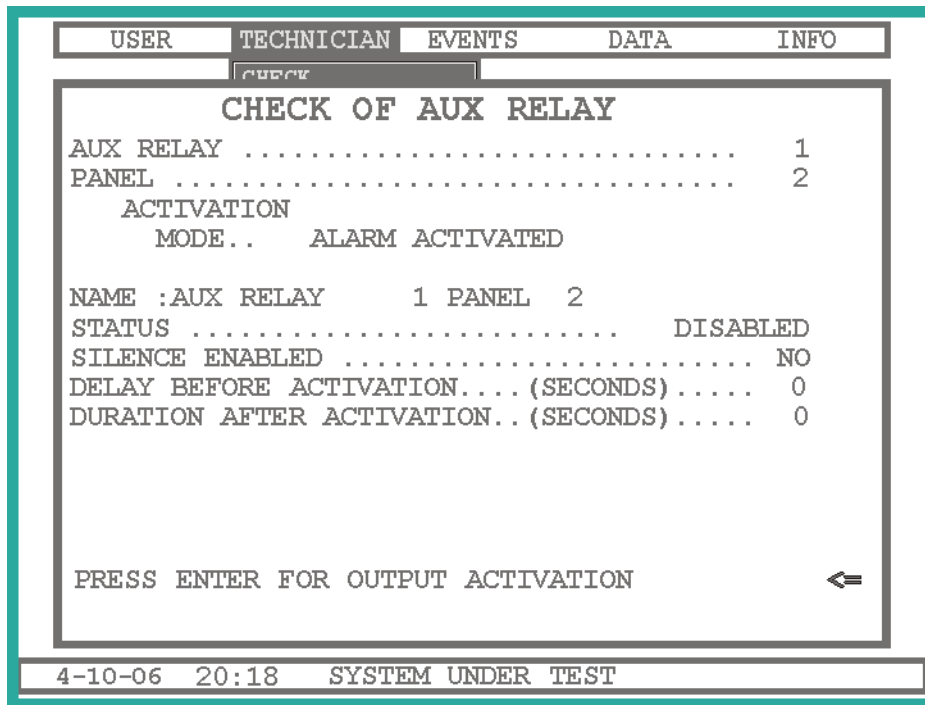 USER TECHNICIAN EVENTS DATA INFO
CHECK
CHECK OF AUX RELAY
AUX RELAY .............................. 1
PANEL .................................. 2
ACTIVATION
MODE.. ALARM ACTIVATED
NAME :AUX RELAY 1 PANEL 2
STATUS .......................... DISABLED
SILENCE ENABLED ......................... NO
DELAY BEFORE ACTIVATION....(SECONDS)..... 0
DURATION AFTER ACTIVATION..(SECONDS)..... 0
PRESS ENTER FOR OUTPUT ACTIVATION <=
4-10-06 20:18 SYSTEM UNDER TEST